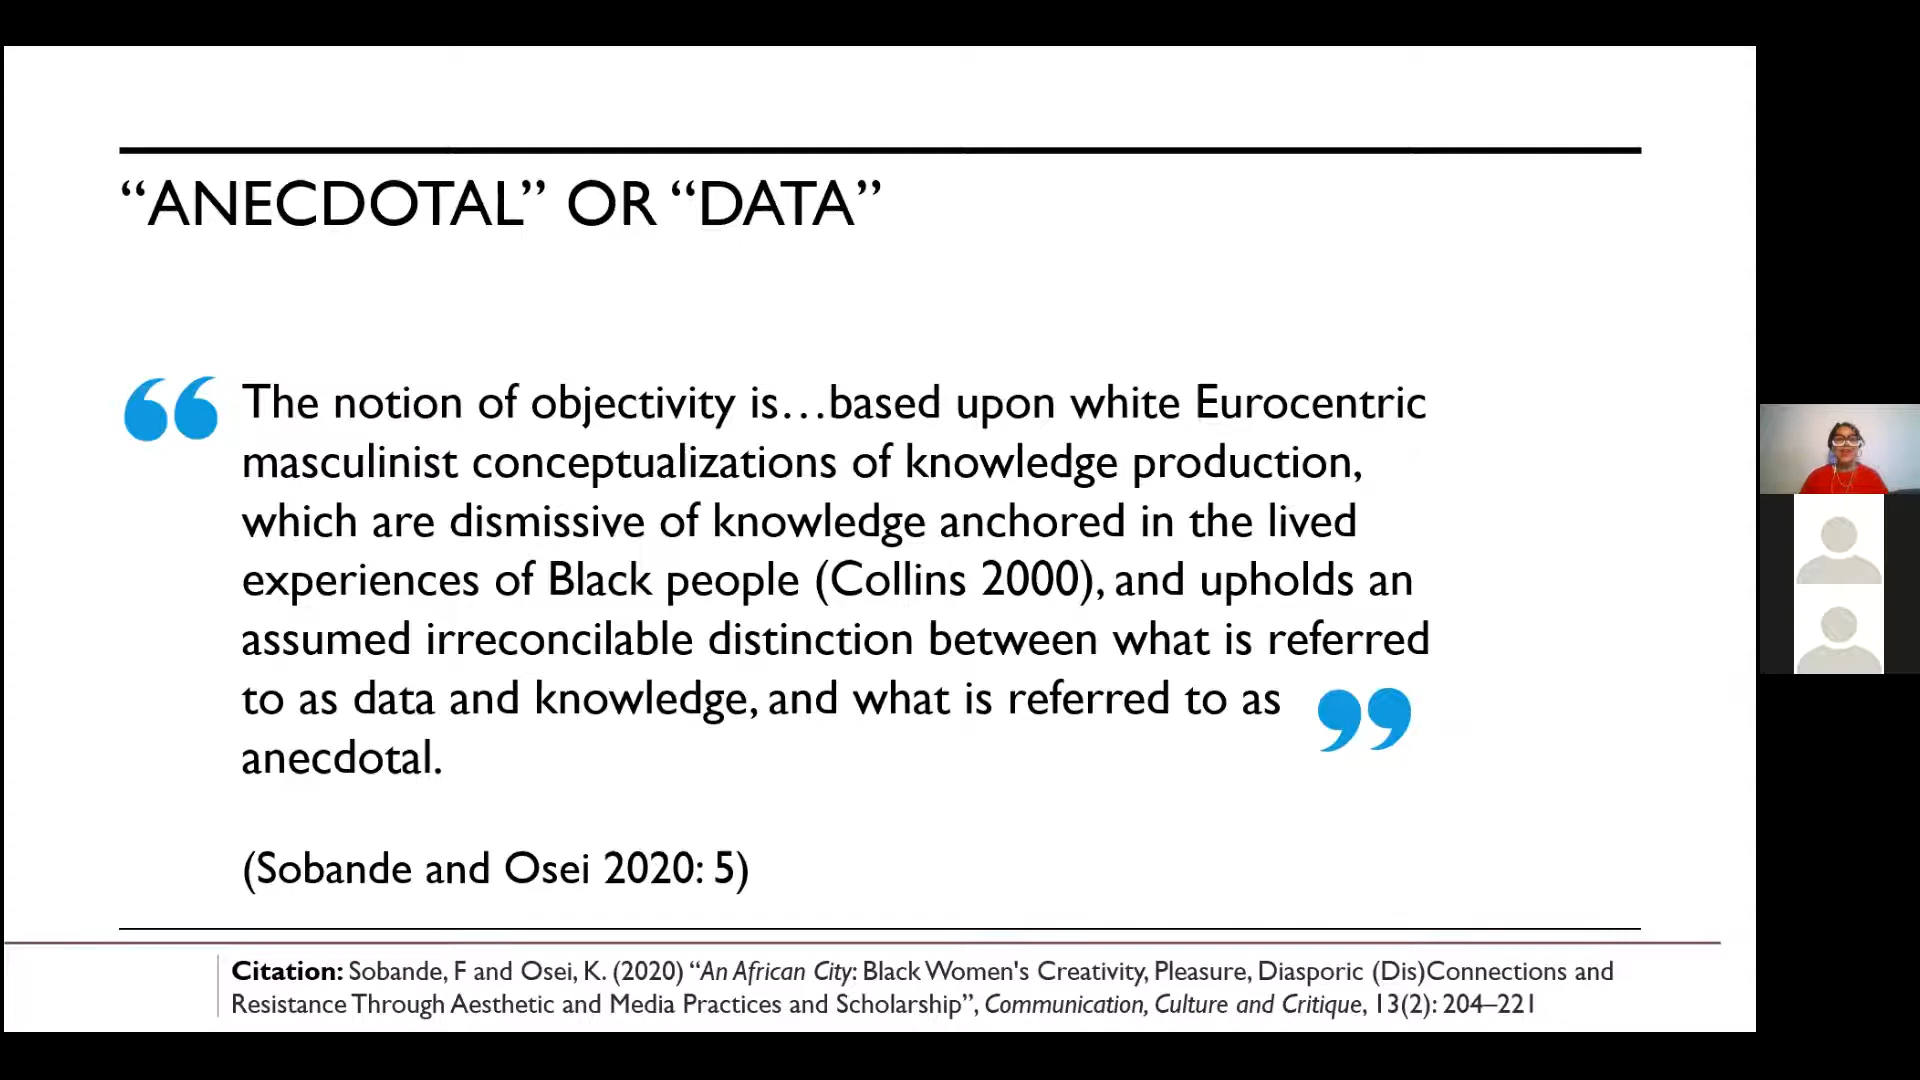 “ANECDOTAL” OR “DATA”
“The notion of objectivity is…based upon white Eurocentric
masculinist conceptualizations of knowledge production,
which are dismissive of knowledge anchored in the lived
experiences of Black people (Collins 2000), and upholds an
assumed irreconcilable distinction between what is referred
to as data and knowledge, and what is referred to as
anecdotal.”
(Sobande and Osei 2020: 5)
Citation: Sobande, F and Osei, K. (2020) “An African City: Black Women's Creativity, Pleasure, Diasporic (Dis)Connections and
Resistance Through Aesthetic and Media Practices and Scholarship”, Communication, Culture and Critique, 13(2): 204–221